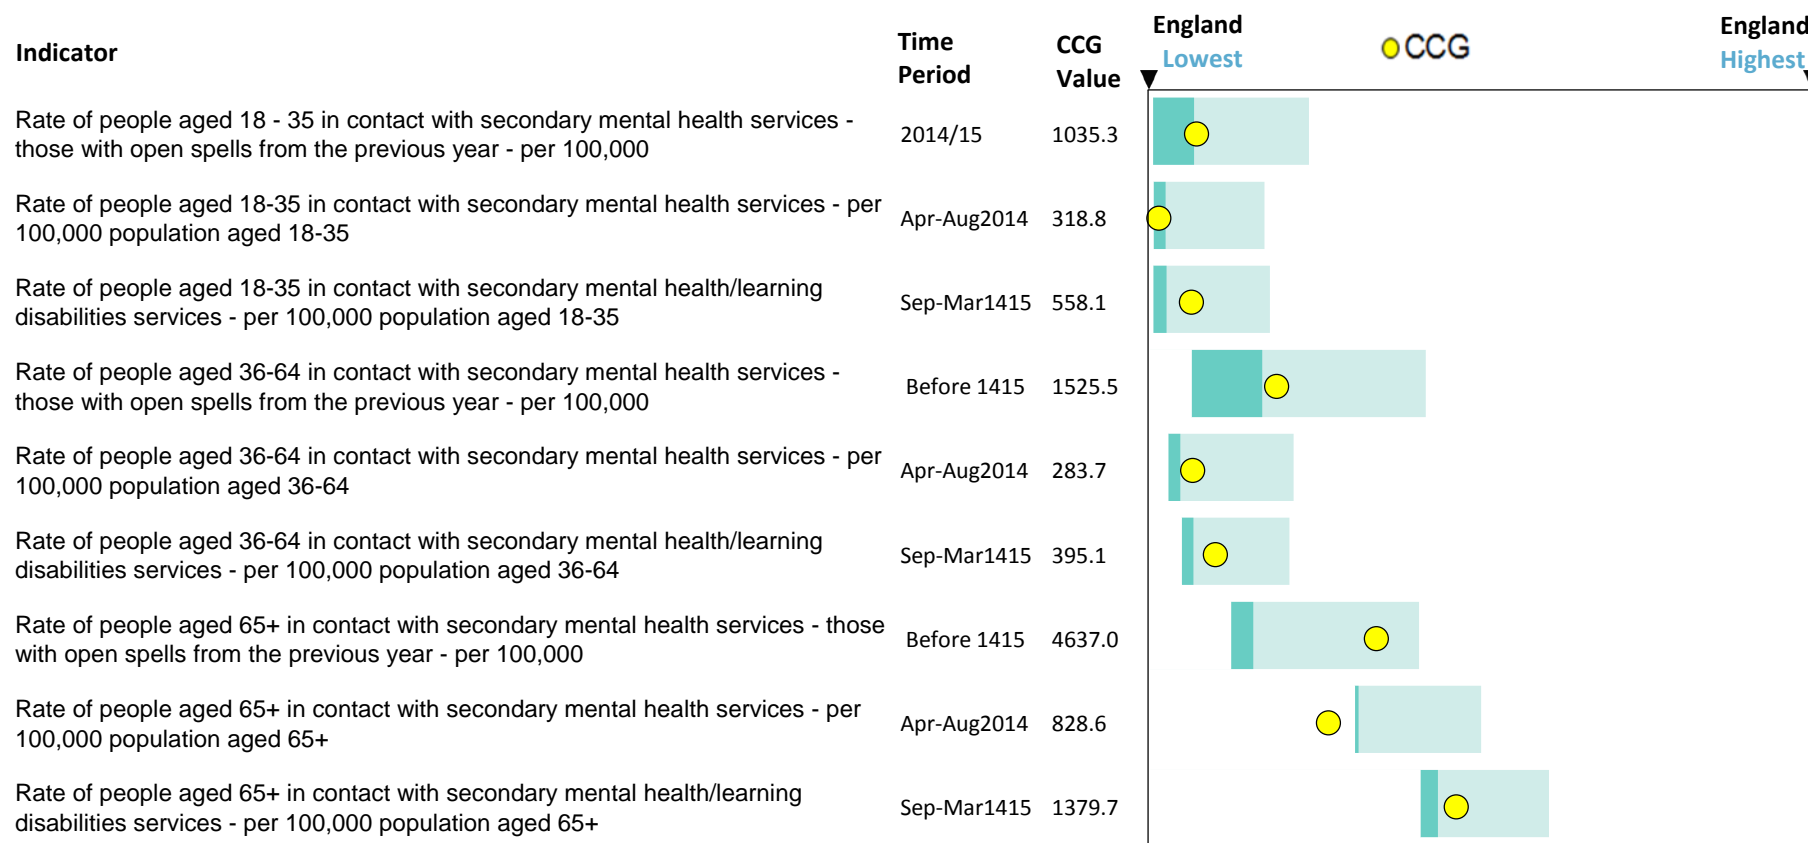 Indicator
Time Period
CCG Value
England Lowest
CCG
England Highest
Rate of people aged 18 - 35 in contact with secondary mental health services -
those with open spells from the previous year - per 100,000
2014/15 1035.3
Rate of people aged 18-35 in contact with secondary mental health services - per
100,000 population aged 18-35
Apr-Aug2014 318.8
Rate of people aged 18-35 in contact with secondary mental health/learning
disabilities services - per 100,000 population aged 18-35
Sep-Mar1415 558.1
Rate of people aged 36-64 in contact with secondary mental health services -
those with open spells from the previous year - per 100,000
Before 1415 1525.5
Rate of people aged 36-64 in contact with secondary mental health services - per
100,000 population aged 36-64
Apr-Aug2014 283.7
Rate of people aged 36-64 in contact with secondary mental health/learning
disabilities services - per 100,000 population aged 36-64
Sep-Mar1415 395.1
Rate of people aged 65+ in contact with secondary mental health services - those
with open spells from the previous year - per 100,000
Before 1415 4637.0
Rate of people aged 65+ in contact with secondary mental health services - per
100,000 population aged 65+
Apr-Aug2014 828.6
Rate of people aged 65+ in contact with secondary mental health/learning
disabilities services - per 100,000 population aged 65+
Sep-Mar1415 1379.7